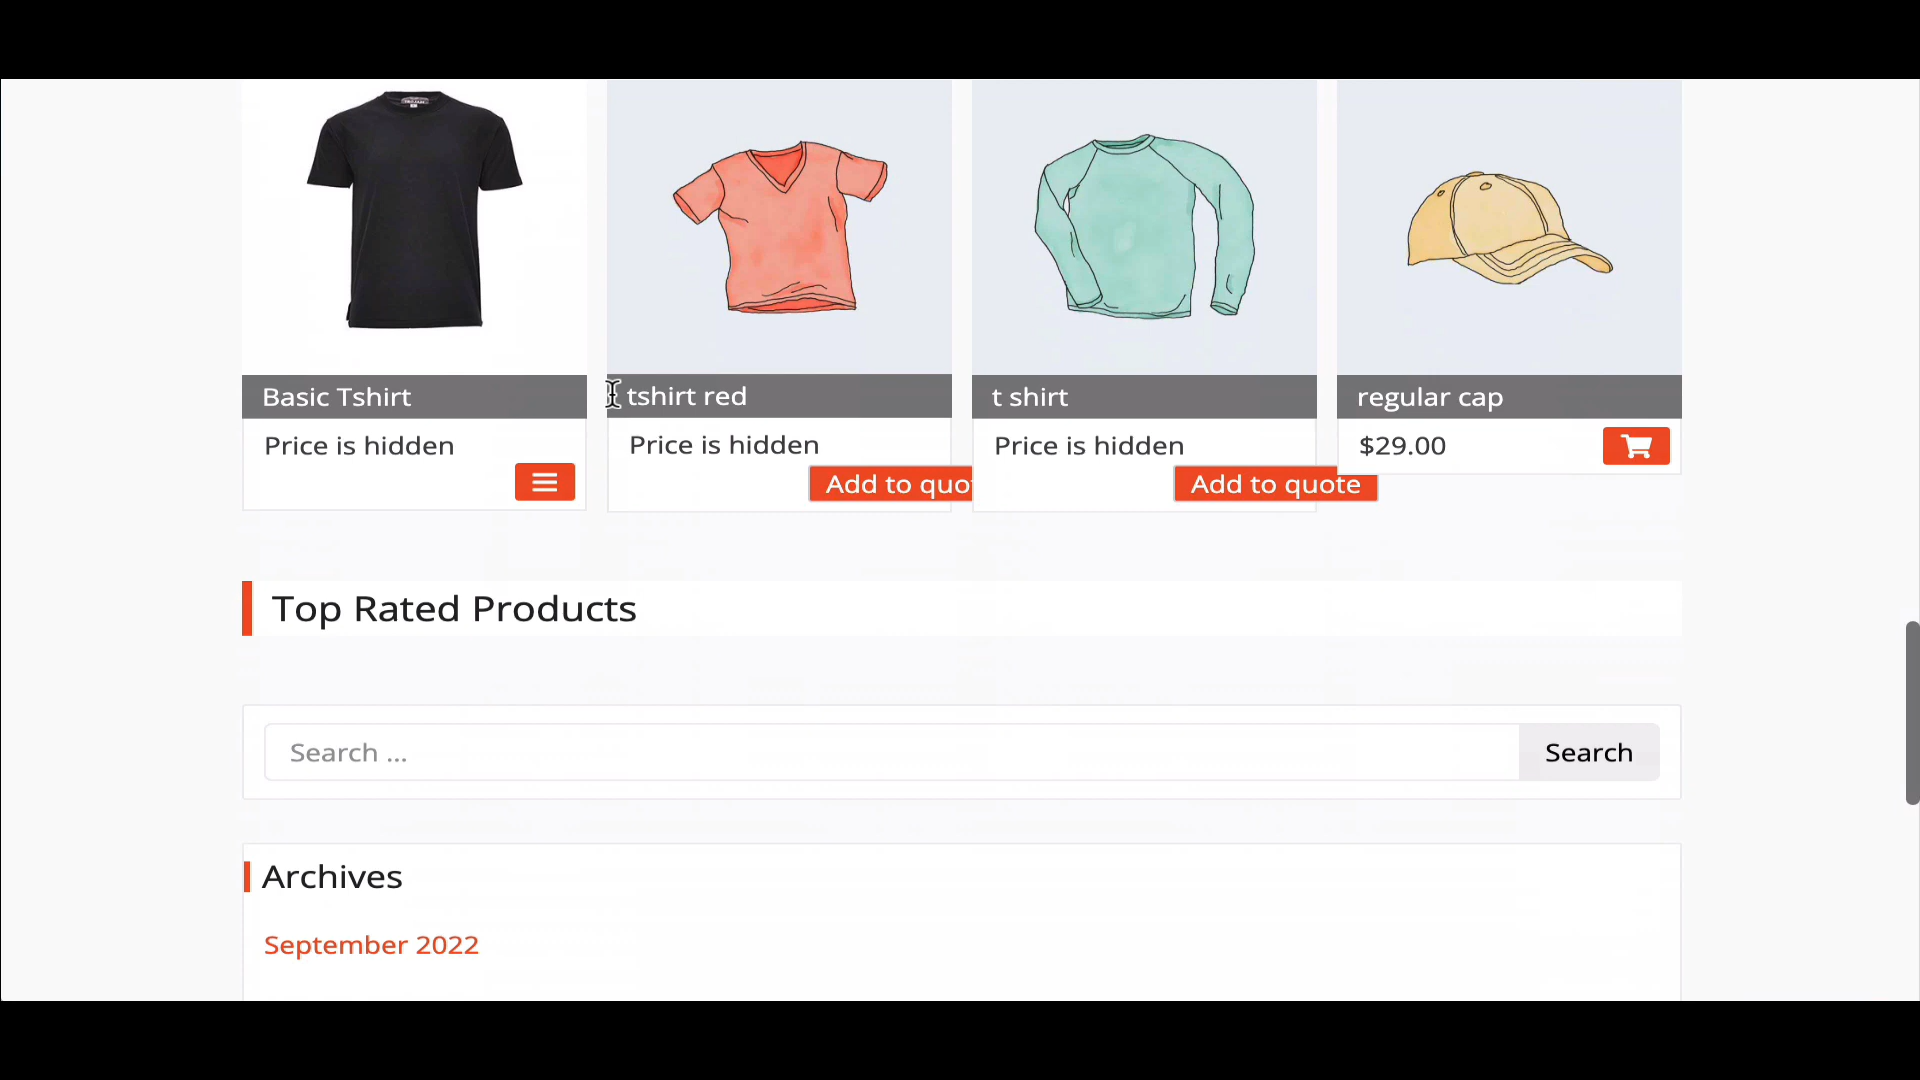 Basic Tshirt
tshirt red
t shirt
regular cap
Price is hidden
Price is hidden
Price is hidden
$29.00
Add to quo
Add to quote
Top Rated Products
Search ...
Search
Archives
September 2022